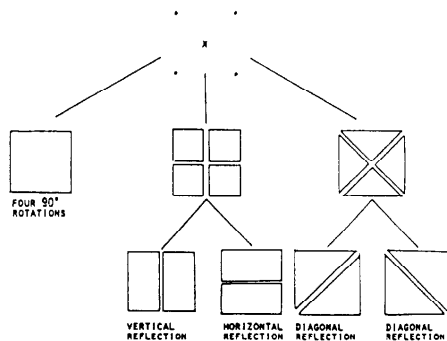 FOUR 90°
ROTATIONS
VERTICAL
REFLECTION
HORIZONTAL
REFLECTION
DIAGONAL
REFLECTION
DIAGONAL
REFLECTION